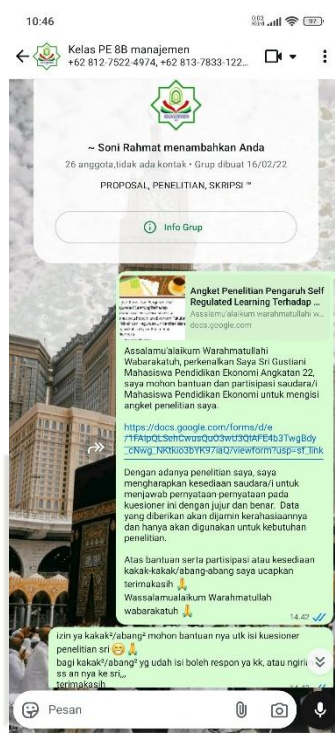 10:46
97
Kelas PE 8B manajemen
+62 812-7522-4974, +62 813-7833-122...
~ Soni Rahmat menambahkan Anda
26 anggota,tidak ada kontak • Grup dibuat 16/02/22
PROPOSAL, PENELITIAN, SKRIPSI ™
Info Grup
Angket Penelitian Pengaruh Self
Regulated Learning Terhadap ...
Assalamu'alaikum warahmatullahi w...
docs.google.com
Assalamu'alaikum Warahmatullahi
Wabarakatuh, perkenalkan Saya Sri Gustiani
Mahasiswa Pendidikan Ekonomi Angkatan 22,
saya mohon bantuan dan partisipasi saudara/i
Mahasiswa Pendidikan Ekonomi untuk mengisi
angket penelitian saya.
https://docs.google.com/forms/d/e
/viewform?usp=sf_link
Dengan adanya penelitian saya, saya
mengharapkan kesediaan saudara/i untuk
menjawab pernyataan-pernyataan pada
kuesioner ini dengan jujur dan benar. Data
yang diberikan akan dijamin kerahasiaannya
dan hanya akan digunakan untuk kebutuhan
penelitian.
Atas bantuan serta partisipasi atau kesediaan
kakak-kakak/abang-abang saya ucapkan
terimakasih 🙏
Wassalamualaikum Warahmatullah
wabarakatuh 🙏
14.42
izin ya kakak²/abang² mohon bantuan nya utk isi kuesioner
penelitian sri 😁🙏
bagi kakak²/abang² yg udah isi boleh respon ya kk, atau ngirim
ss an nya ke sri,,,
terimakasih
Pesan